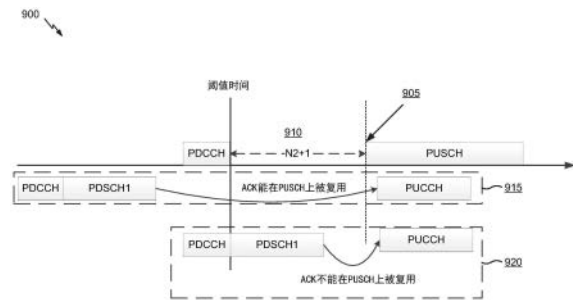 900
阈值时间
905
910
PDCCH
-N2+1
PUSCH
PDCCH
PDSCH1
ACK能在PUSCH上被复用
PUCCH
915
PDCCH
PDSCH1
PUCCH
920
ACK不能在PUSCH上被复用